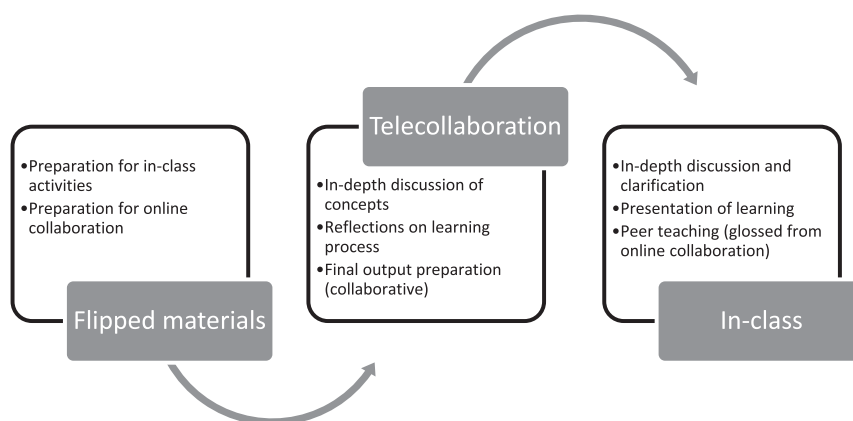 •Preparation for in-class
activities
•Preparation for online
collaboration
Flipped materials
Telecollaboration
•In-depth discussion of
concepts
•Reflections on learning
process
•Final output preparation
(collaborative)
•In-depth discussion and
clarification
•Presentation of learning
•Peer teaching (glossed from
online collaboration)
In-class